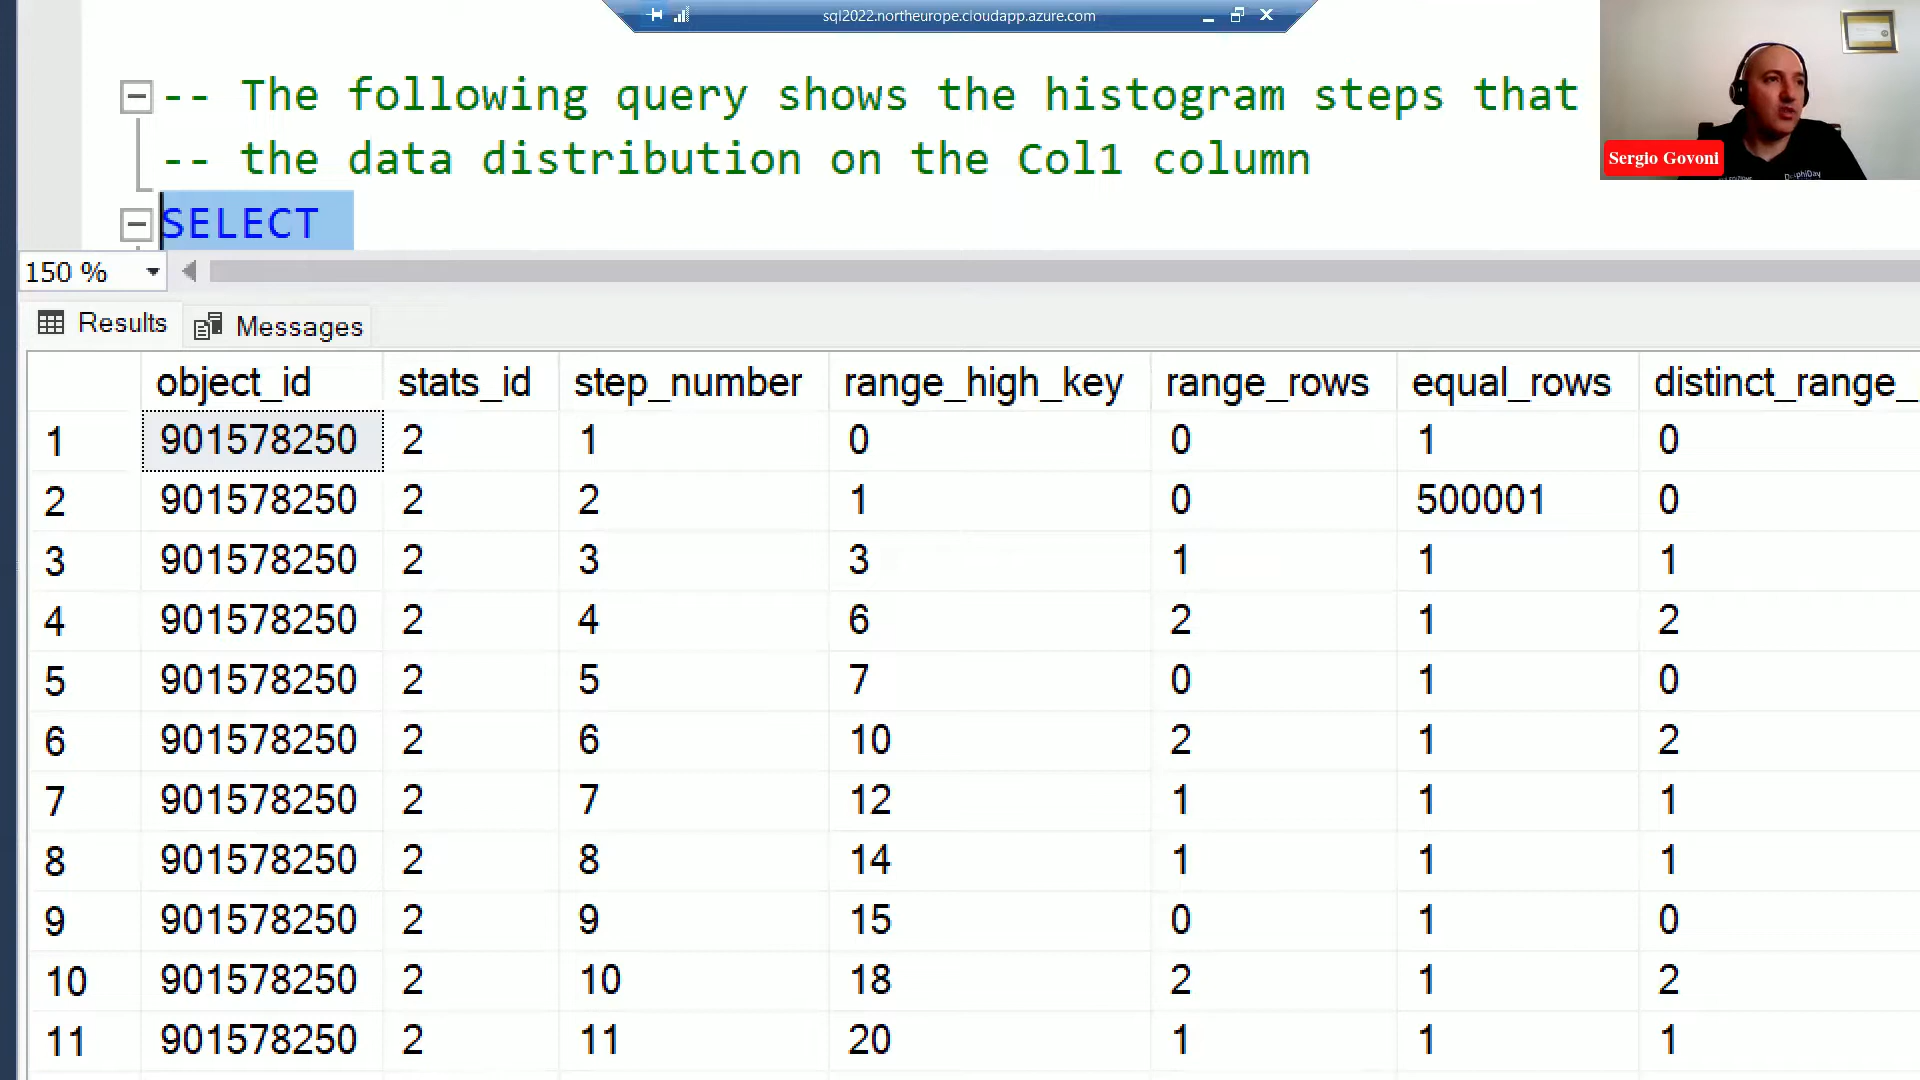 sql2022.northeurope.cloudapp.azure.com
-- The following query shows the histogram steps that
-- the data distribution on the Col1 column
SELECT
Sergio Govoni
DelphiDay
150 %
Results Messages
object_id stats_id step_number range_high_key range_rows equal_rows distinct_range_
1 901578250 2 1 0 0 1 0
2 901578250 2 2 1 0 500001 0
3 901578250 2 3 3 1 1 1
4 901578250 2 4 6 2 1 2
5 901578250 2 5 7 0 1 0
6 901578250 2 6 10 2 1 2
7 901578250 2 7 12 1 1 1
8 901578250 2 8 14 1 1 1
9 901578250 2 9 15 0 1 0
10 901578250 2 10 18 2 1 2
11 901578250 2 11 20 1 1 1